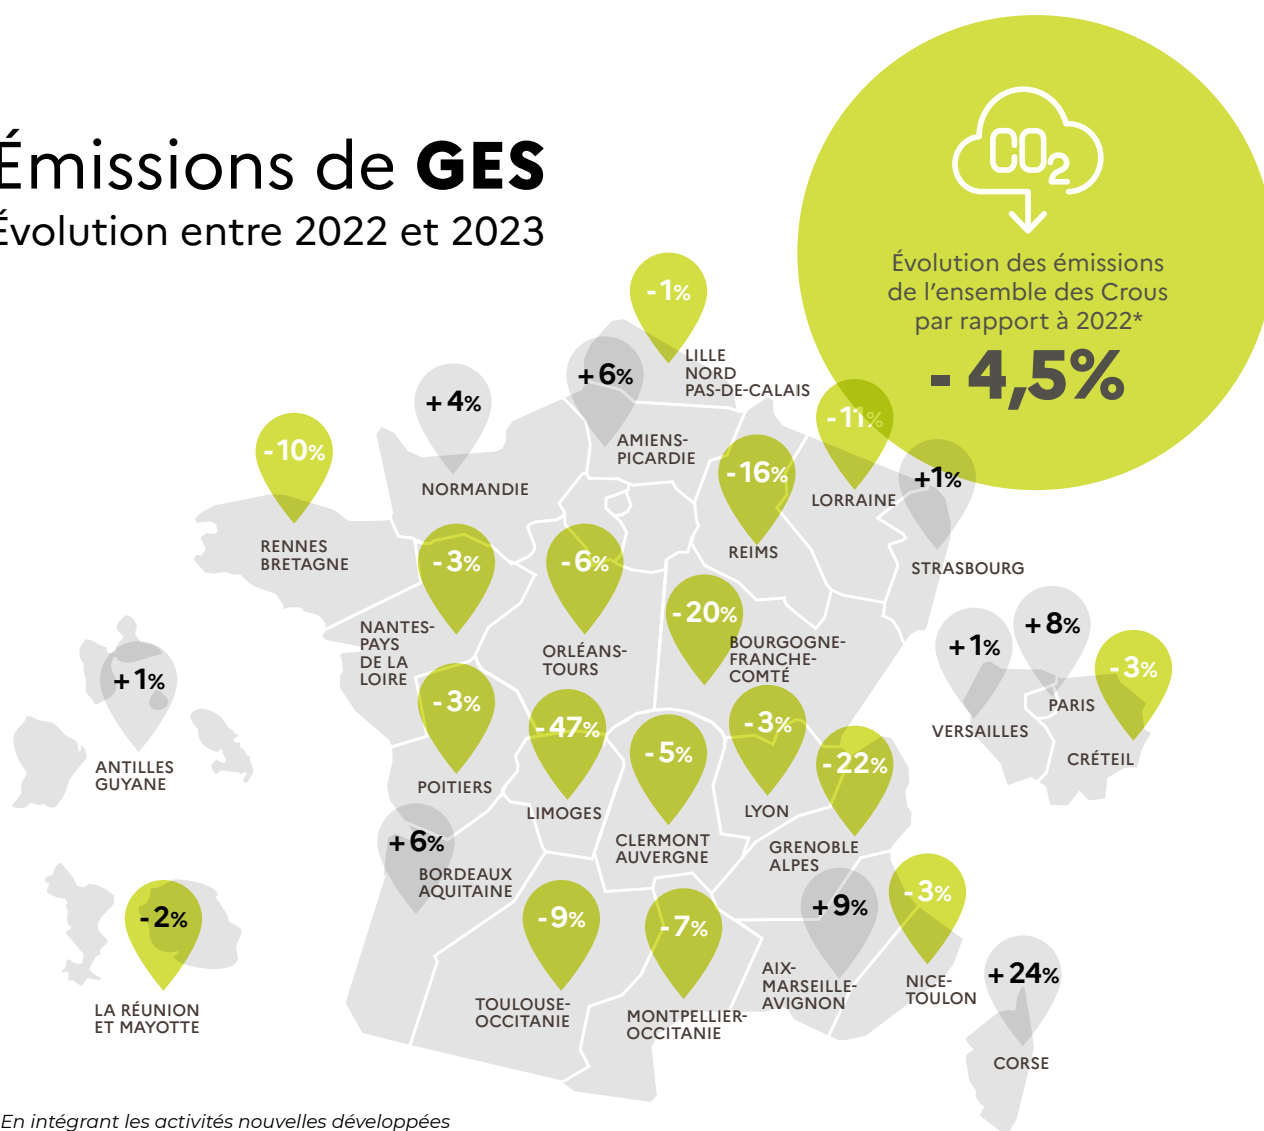 Émissions de GES
Évolution entre 2022 et 2023
CO2
Évolution des émissions
de l'ensemble des Crous
par rapport à 2022*
- 4,5%
- 1%
LILLE
NORD
PAS-DE-CALAIS
+ 6%
AMIENS-
PICARDIE
+ 4%
NORMANDIE
- 11%
LORRAINE
- 10%
RENNES
BRETAGNE
- 16%
REIMS
+1%
STRASBOURG
- 3%
NANTES-
PAYS
DE LA
LOIRE
- 6%
ORLÉANS-
TOURS
- 20%
BOURGOGNE-
FRANCHE-
COMTÉ
+ 1%
VERSAILLES
+ 8%
PARIS
- 3%
CRÉTEIL
+ 1%
ANTILLES
GUYANE
- 3%
POITIERS
- 47%
LIMOGES
- 5%
CLERMONT
AUVERGNE
- 3%
LYON
- 22%
GRENOBLE
ALPES
+ 6%
BORDEAUX
AQUITAINE
- 2%
LA RÉUNION
ET MAYOTTE
- 9%
TOULOUSE-
OCCITANIE
- 7%
MONTPELLIER-
OCCITANIE
+ 9%
AIX-
MARSEILLE-
AVIGNON
- 3%
NICE-
TOULON
+ 24%
CORSE
En intégrant les activités nouvelles développées